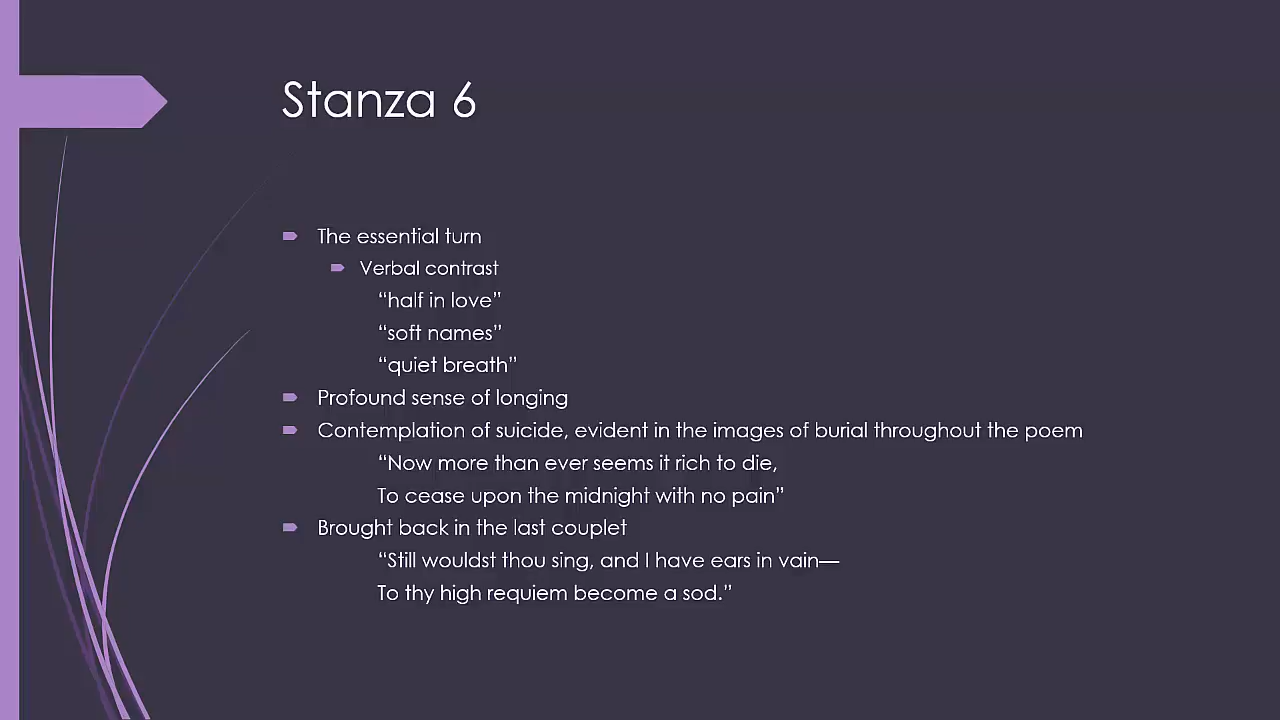 Stanza 6
The essential turn
Verbal contrast
“half in love”
“soft names”
“quiet breath”
Profound sense of longing
Contemplation of suicide, evident in the images of burial throughout the poem
“Now more than ever seems it rich to die,
To cease upon the midnight with no pain”
Brought back in the last couplet
“Still wouldst thou sing, and I have ears in vain—
To thy high requiem become a sod.”